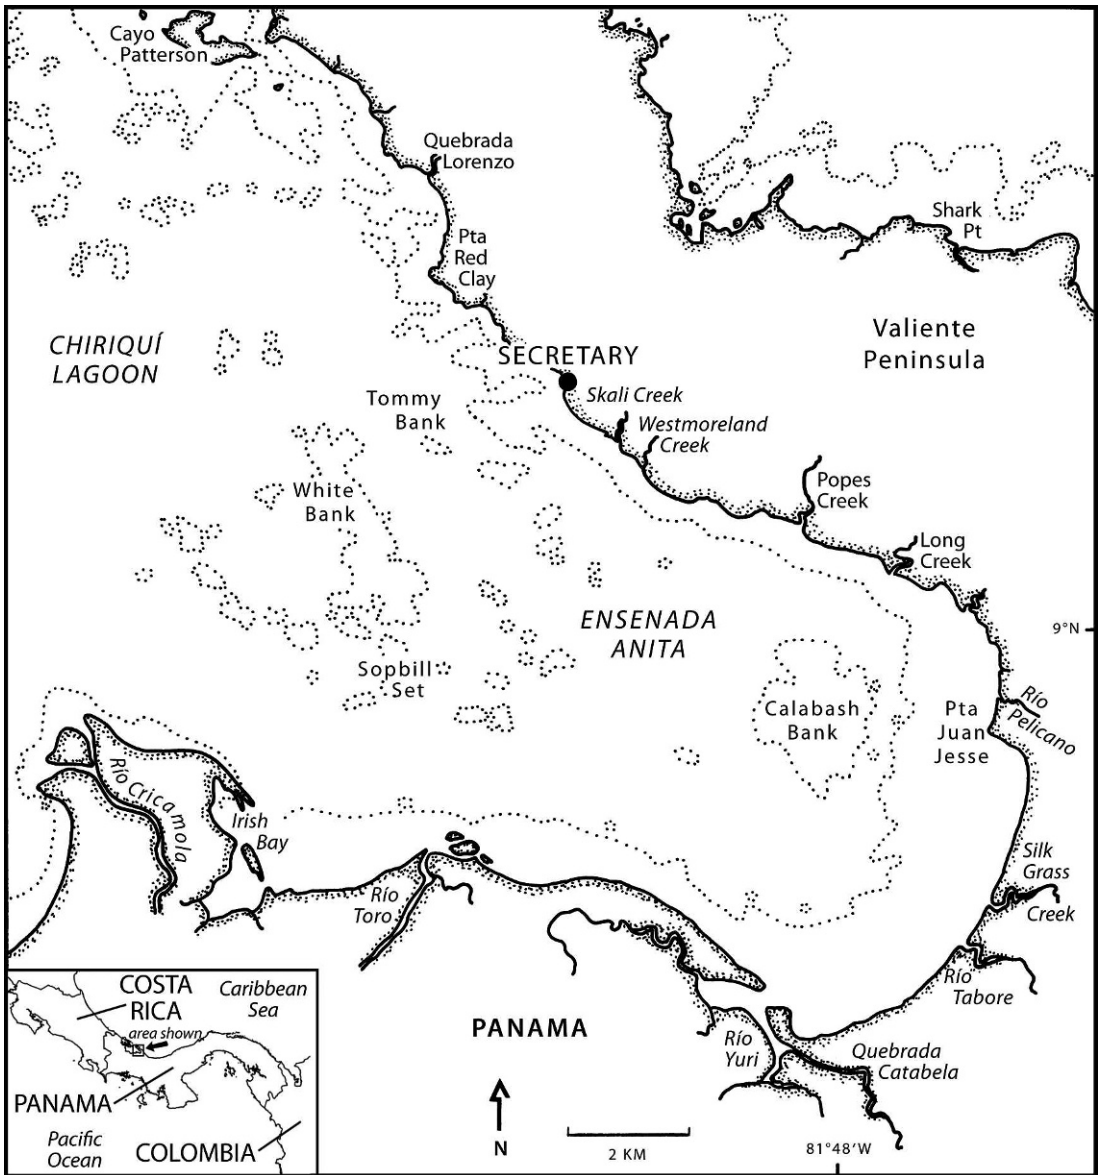 Cayo
Patterson
Quebrada
Lorenzo
Shark
Pt
Pta
Red
Clay
Valiente
Peninsula
CHIRIQUÍ
LAGOON
SECRETARY
Skali Creek
Tommy
Bank
Westmoreland
Creek
White
Bank
Popes
Creek
Long
Creek
ENSENADA
ANITA
9°N
Sopbill
Set
Calabash
Bank
Pta
Juan
Jesse
Río
Pelicano
Río Cricamola
Irish
Bay
Silk
Grass
Creek
Río
Toro
Río
Tabore
PANAMA
Río
Yuri
Quebrada
Catabela
N
2 KM
81°48'W
COSTA
RICA
Caribbean
Sea
area shown
PANAMA
Pacific
Ocean
COLOMBIA